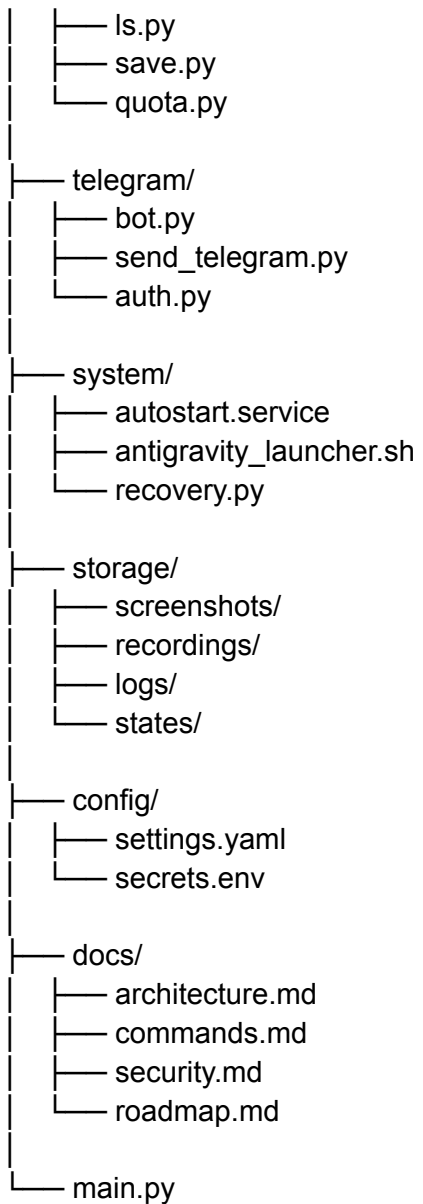 │   ├── ls.py
│   ├── save.py
│   └── quota.py
│
├── telegram/
│   ├── bot.py
│   ├── send_telegram.py
│   └── auth.py
│
├── system/
│   ├── autostart.service
│   ├── antigravity_launcher.sh
│   └── recovery.py
│
├── storage/
│   ├── screenshots/
│   ├── recordings/
│   ├── logs/
│   └── states/
│
├── config/
│   ├── settings.yaml
│   └── secrets.env
│
├── docs/
│   ├── architecture.md
│   ├── commands.md
│   ├── security.md
│   └── roadmap.md
│
└── main.py